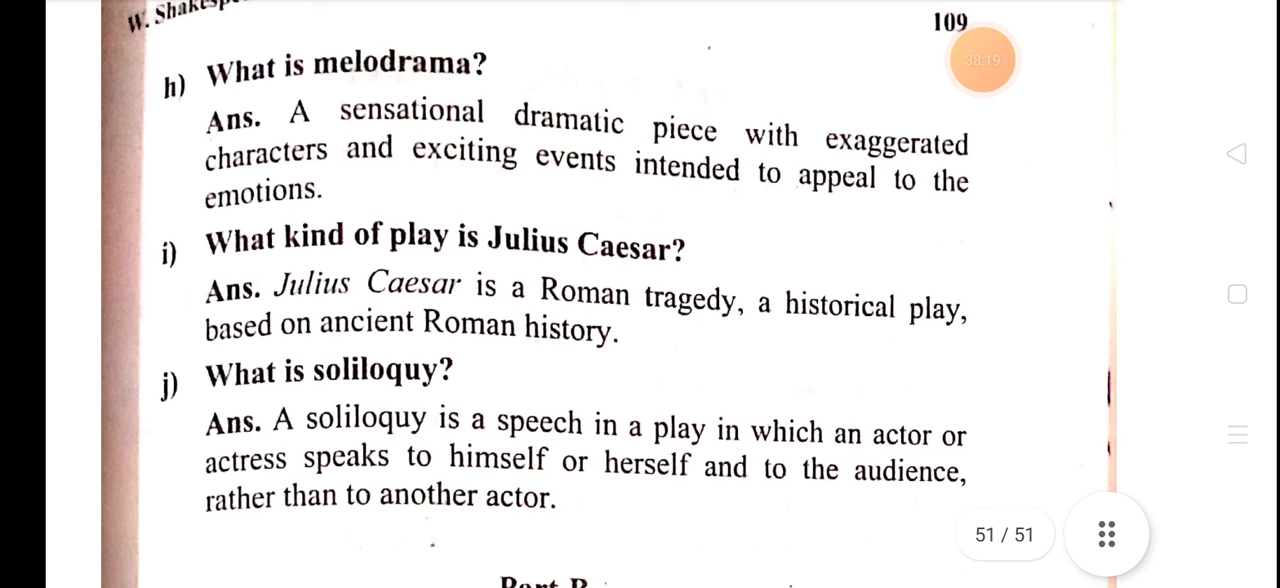 W. Shakesp
109
38:19
h) What is melodrama?
Ans. A sensational dramatic piece with exaggerated
characters and exciting events intended to appeal to the
emotions.
i) What kind of play is Julius Caesar?
Ans. Julius Caesar is a Roman tragedy, a historical play,
based on ancient Roman history.
j) What is soliloquy?
Ans. A soliloquy is a speech in a play in which an actor or
actress speaks to himself or herself and to the audience,
rather than to another actor.
51 / 51
Part B